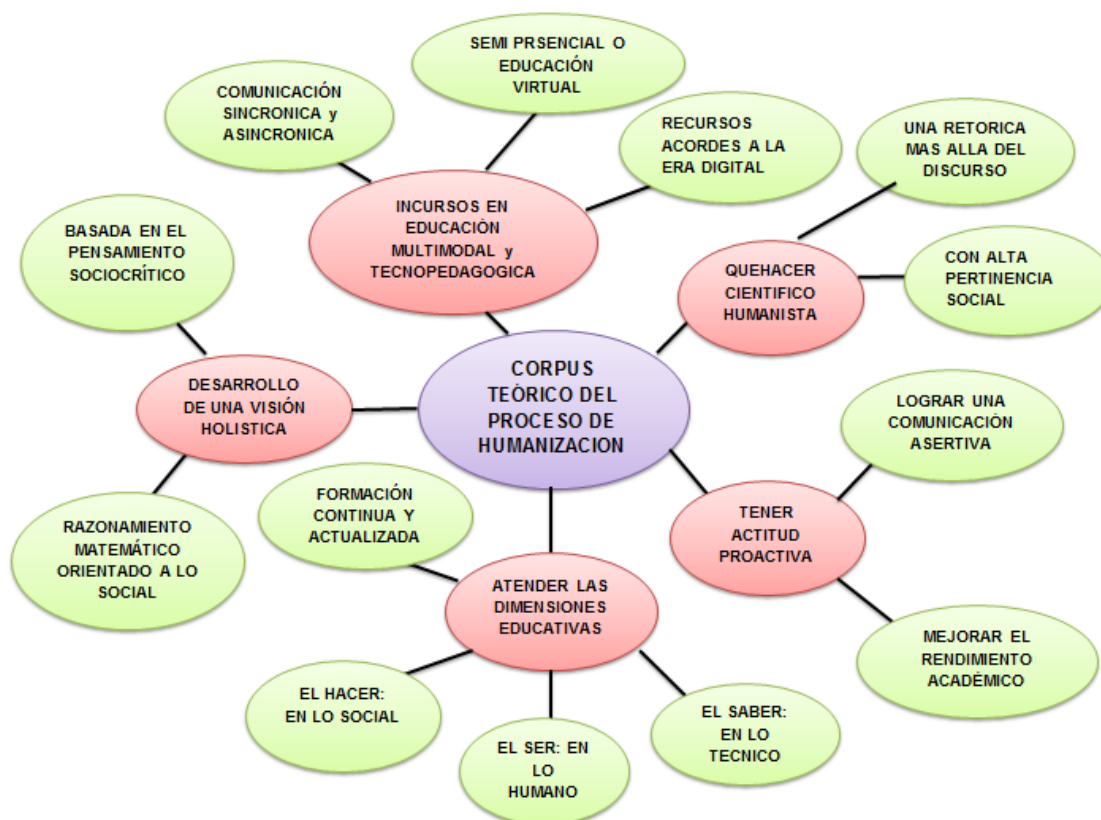 SEMI PRSENCIAL O
EDUCACIÓN
VIRTUAL
COMUNICACIÓN
SINCRONICA y
ASINCRONICA
RECURSOS
ACORDES A LA
ERA DIGITAL
UNA RETORICA
MAS ALLA DEL
DISCURSO
INCURSOS EN
EDUCACIÓN
MULTIMODAL y
TECNOPEDAGOGICA
BASADA EN EL
PENSAMIENTO
SOCIOCRÍTICO
QUEHACER
CIENTIFICO
HUMANISTA
CON ALTA
PERTINENCIA
SOCIAL
CORPUS
TEÒRICO DEL
PROCESO DE
HUMANIZACION
DESARROLLO
DE UNA VISIÓN
HOLISTICA
LOGRAR UNA
COMUNICACIÓN
ASERTIVA
FORMACIÓN
CONTINUA Y
ACTUALIZADA
TENER
ACTITUD
PROACTIVA
RAZONAMIENTO
MATEMÁTICO
ORIENTADO A LO
SOCIAL
ATENDER LAS
DIMENSIONES
EDUCATIVAS
MEJORAR EL
RENDIMIENTO
ACADÉMICO
EL HACER:
EN LO SOCIAL
EL SER: EN
LO
HUMANO
EL SABER:
EN LO
TECNICO